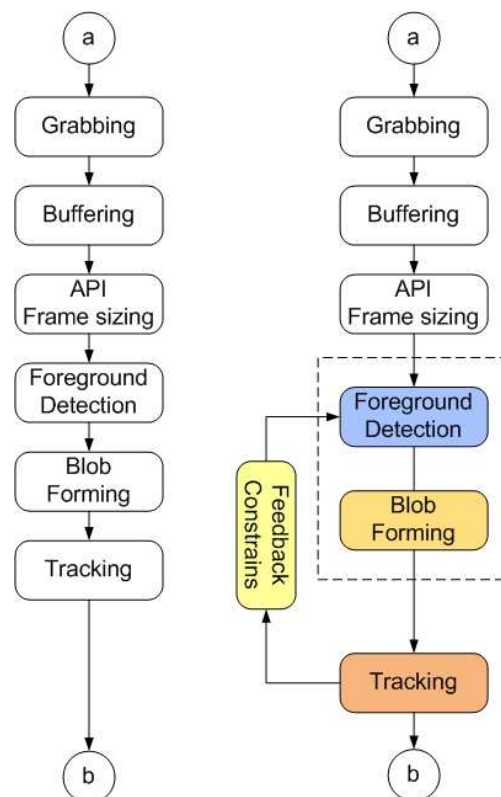 a
Grabbing
Buffering
API
Frame sizing
Foreground
Detection
Blob
Forming
Tracking
b
a
Grabbing
Buffering
API
Frame sizing
Foreground
Detection
Blob
Forming
Feedback
Constrains
Tracking
b